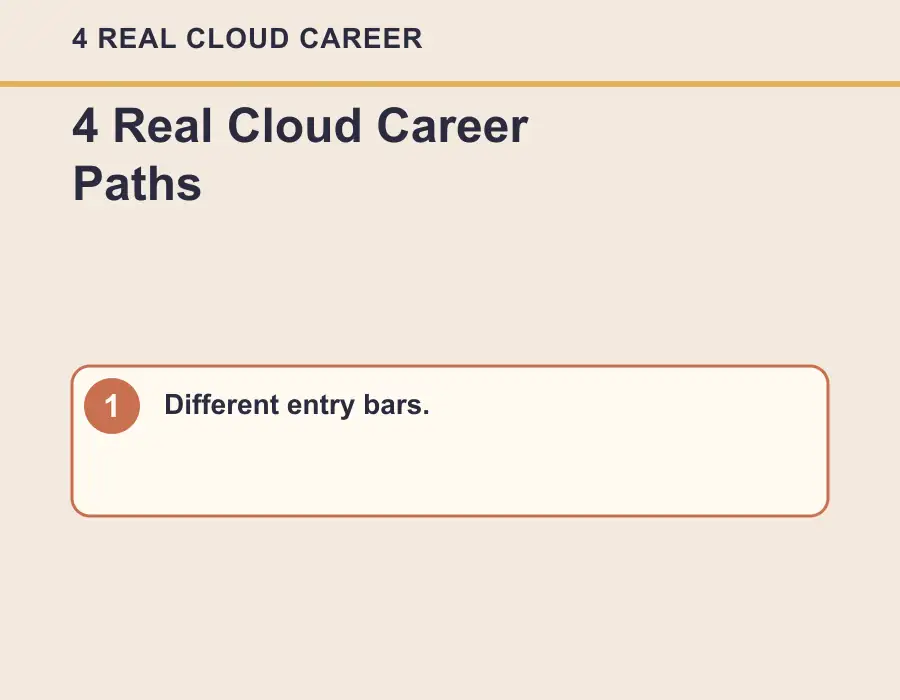 4 REAL CLOUD CAREER
4 Real Cloud Career
Paths
1 Different entry bars.